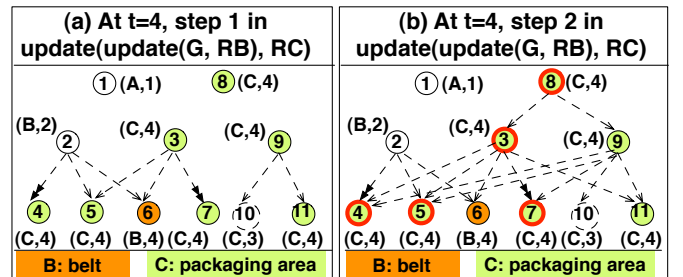 (a) At t=4, step 1 in
update(update(G, RB), RC)
1 (A,1) 8 (C,4)
(B,2) 2 (C,4) 3 (C,4) 9
4 5 6 7 10 11
(C,4) (C,4) (B,4) (C,4) (C,3) (C,4)
B: belt C: packaging area
(b) At t=4, step 2 in
update(update(G, RB), RC)
1 (A,1) 8 (C,4)
(B,2) 2 (C,4) 3 (C,4) 9
4 5 6 7 10 11
(C,4) (C,4) (B,4) (C,4) (C,3) (C,4)
B: belt C: packaging area